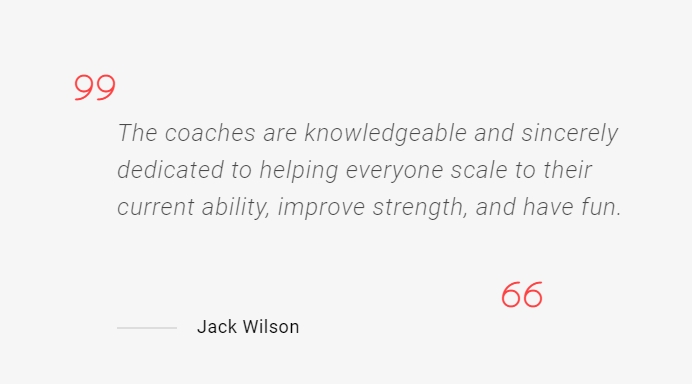 99
The coaches are knowledgeable and sincerely
dedicated to helping everyone scale to their
current ability, improve strength, and have fun.
66
Jack Wilson